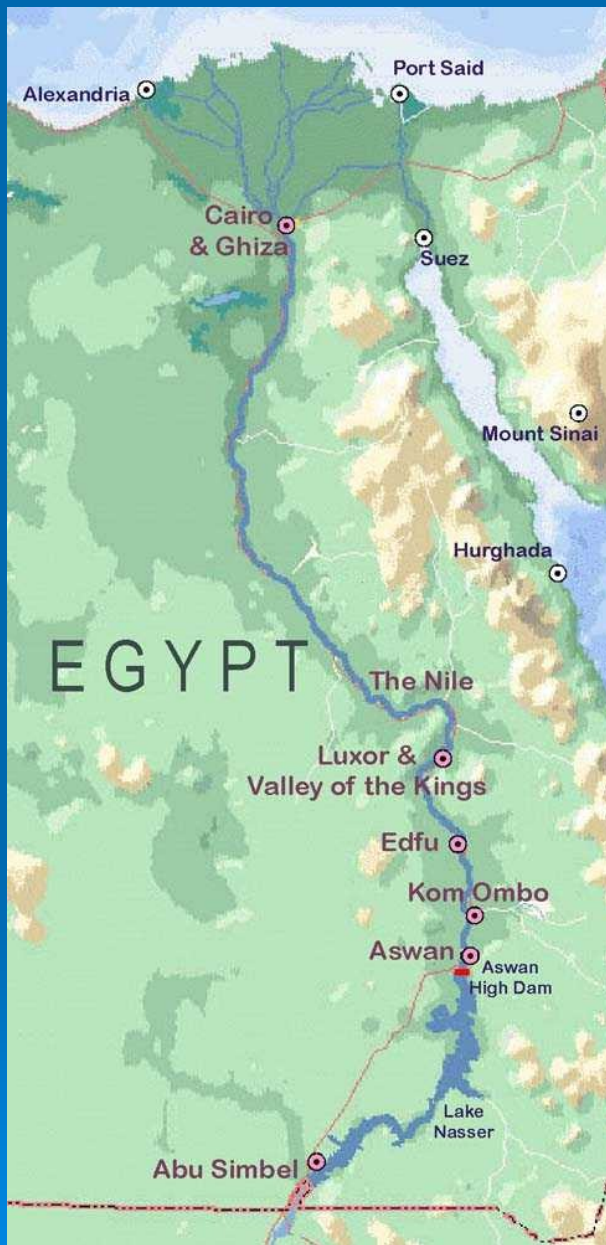 Port Said
Alexandria
Cairo
& Ghiza
Suez
Mount Sinai
Hurghada
EGYPT
The Nile
Luxor &
Valley of the Kings
Edfu
Kom Ombo
Aswan
Aswan
High Dam
Lake
Nasser
Abu Simbel